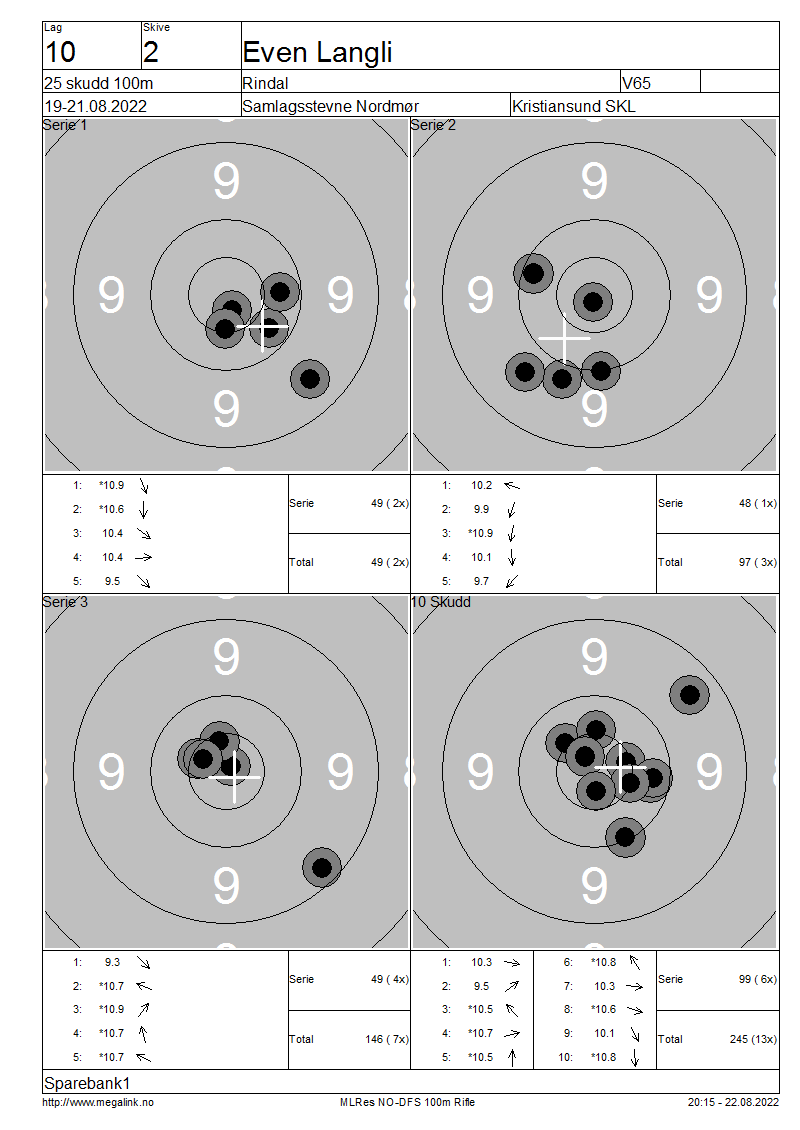 Lag Skive
10 2 Even Langli
25 skudd 100m Rindal V65
19-21.08.2022 Samlagsstevne Nordmør Kristiansund SKL
Serie 1
9
9 9
9
Serie 2
9
9 9
9
1: *10.9
2: *10.6
3: 10.4
4: 10.4
5: 9.5
Serie 49 ( 2x)
Total 49 ( 2x)
1: 10.2
2: 9.9
3: *10.9
4: 10.1
5: 9.7
Serie 48 ( 1x)
Total 97 ( 3x)
Serie 3
9
9 9
9
10 Skudd
9
9 9
9
1: 9.3
2: *10.7
3: *10.9
4: *10.7
5: *10.7
Serie 49 ( 4x)
Total 146 ( 7x)
1: 10.3
2: 9.5
3: *10.5
4: *10.7
5: *10.5
6: *10.8
7: 10.3
8: *10.6
9: 10.1
10: *10.8
Serie 99 ( 6x)
Total 245 (13x)
Sparebank1
http://www.megalink.no MLRes NO-DFS 100m Rifle 20:15 - 22.08.2022